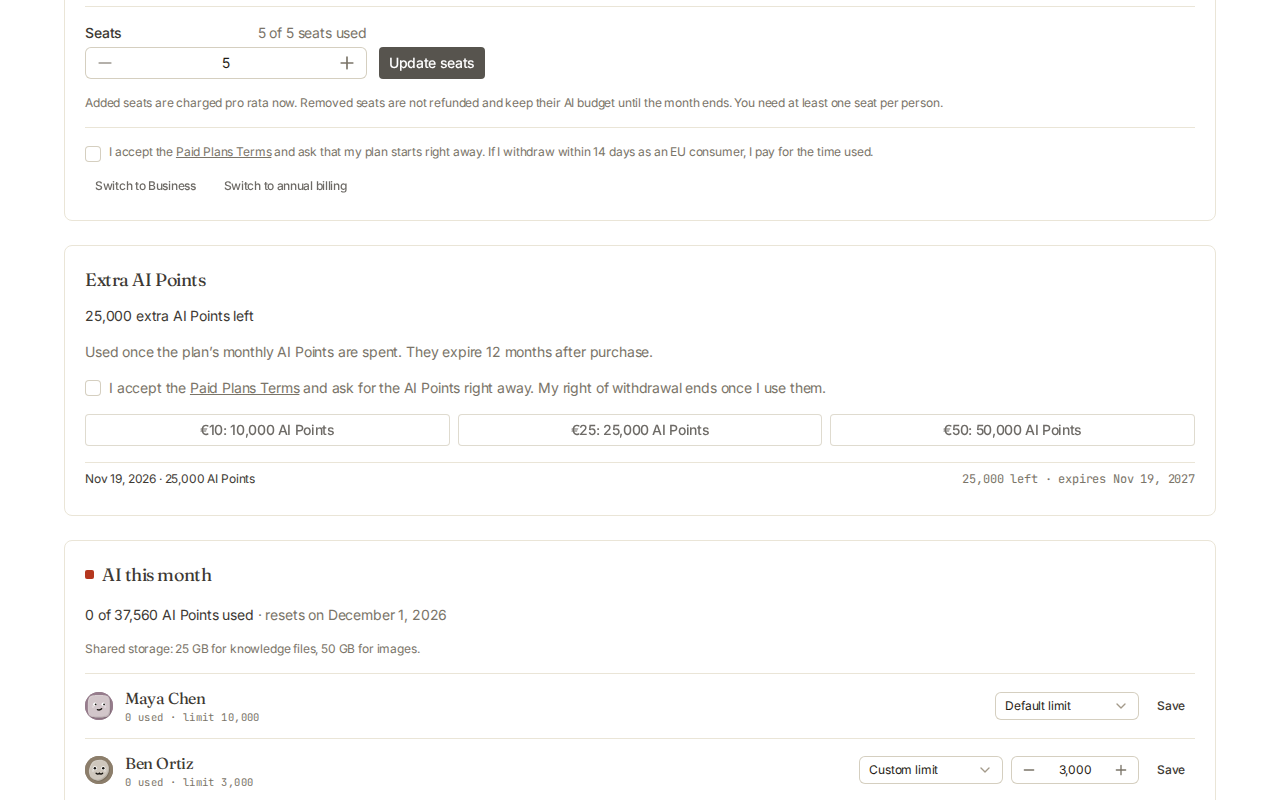 Seats
5 of 5 seats used
5
Update seats
Added seats are charged pro rata now. Removed seats are not refunded and keep their AI budget until the month ends. You need at least one seat per person.
I accept the Paid Plans Terms and ask that my plan starts right away. If I withdraw within 14 days as an EU consumer, I pay for the time used.
Switch to Business
Switch to annual billing
Extra AI Points
25,000 extra AI Points left
Used once the plan’s monthly AI Points are spent. They expire 12 months after purchase.
I accept the Paid Plans Terms and ask for the AI Points right away. My right of withdrawal ends once I use them.
€10: 10,000 AI Points
€25: 25,000 AI Points
€50: 50,000 AI Points
Nov 19, 2026 · 25,000 AI Points
25,000 left · expires Nov 19, 2027
AI this month
0 of 37,560 AI Points used · resets on December 1, 2026
Shared storage: 25 GB for knowledge files, 50 GB for images.
Maya Chen
0 used · limit 10,000
Default limit
Save
Ben Ortiz
0 used · limit 3,000
Custom limit
3,000
Save